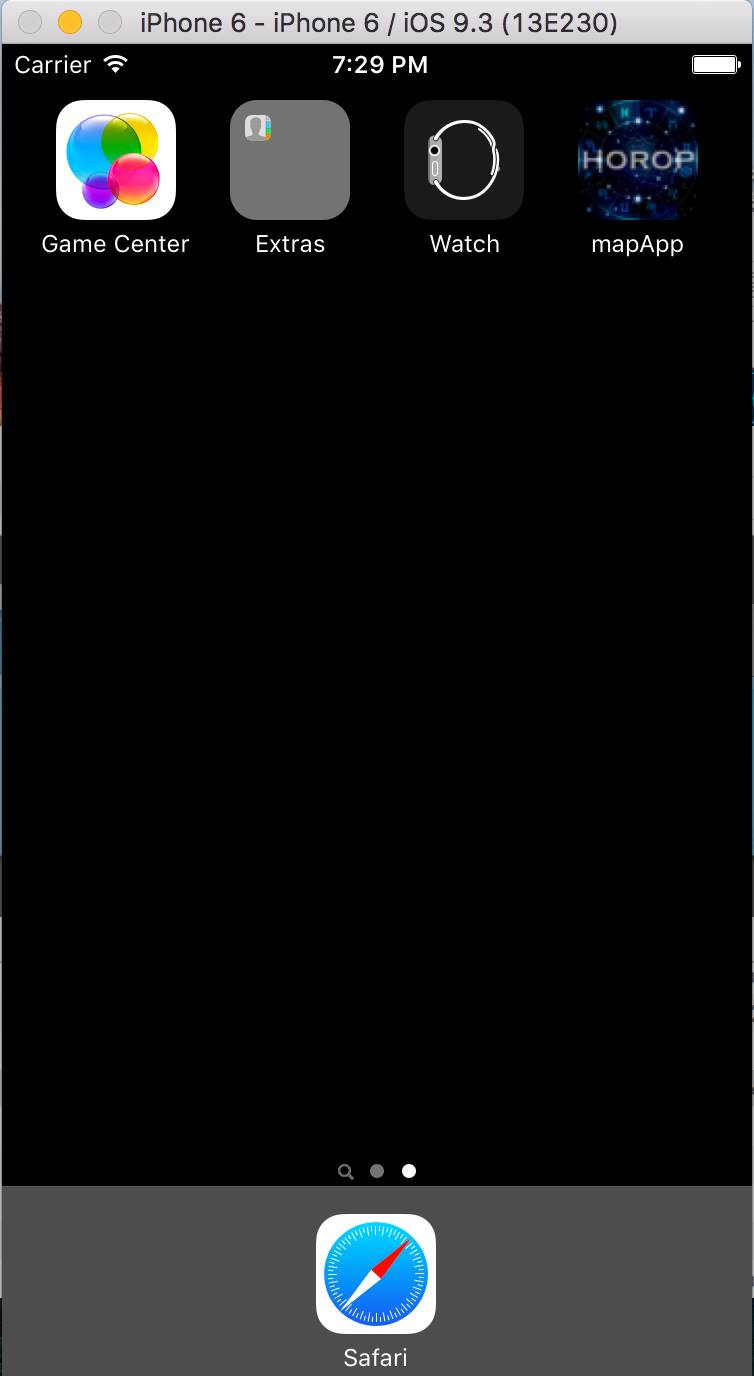 iPhone 6 - iPhone 6 / iOS 9.3 (13E230)
Carrier 7:29 PM
HOROP
Game Center Extras Watch mapApp
Safari